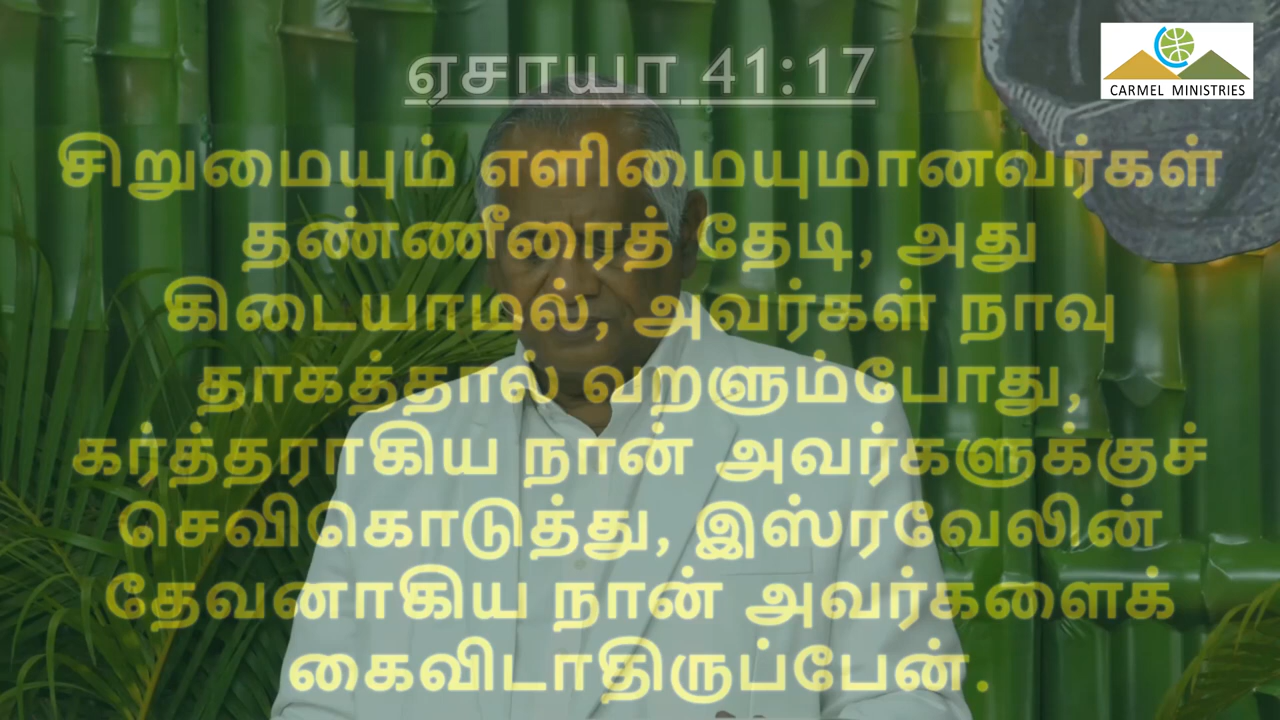 CARMEL MINISTRIES
ஏசாயா 41:17
சிறுமையும் எளிமையுமானவர்கள்
தண்ணீரைத் தேடி, அது
கிடையாமல், அவர்கள் நாவு
தாகத்தால் வறளும்போது,
கர்த்தராகிய நான் அவர்களுக்குச்
செவிகொடுத்து, இஸ்ரவேலின்
தேவனாகிய நான் அவர்களைக்
கைவிடாதிருப்பேன்.